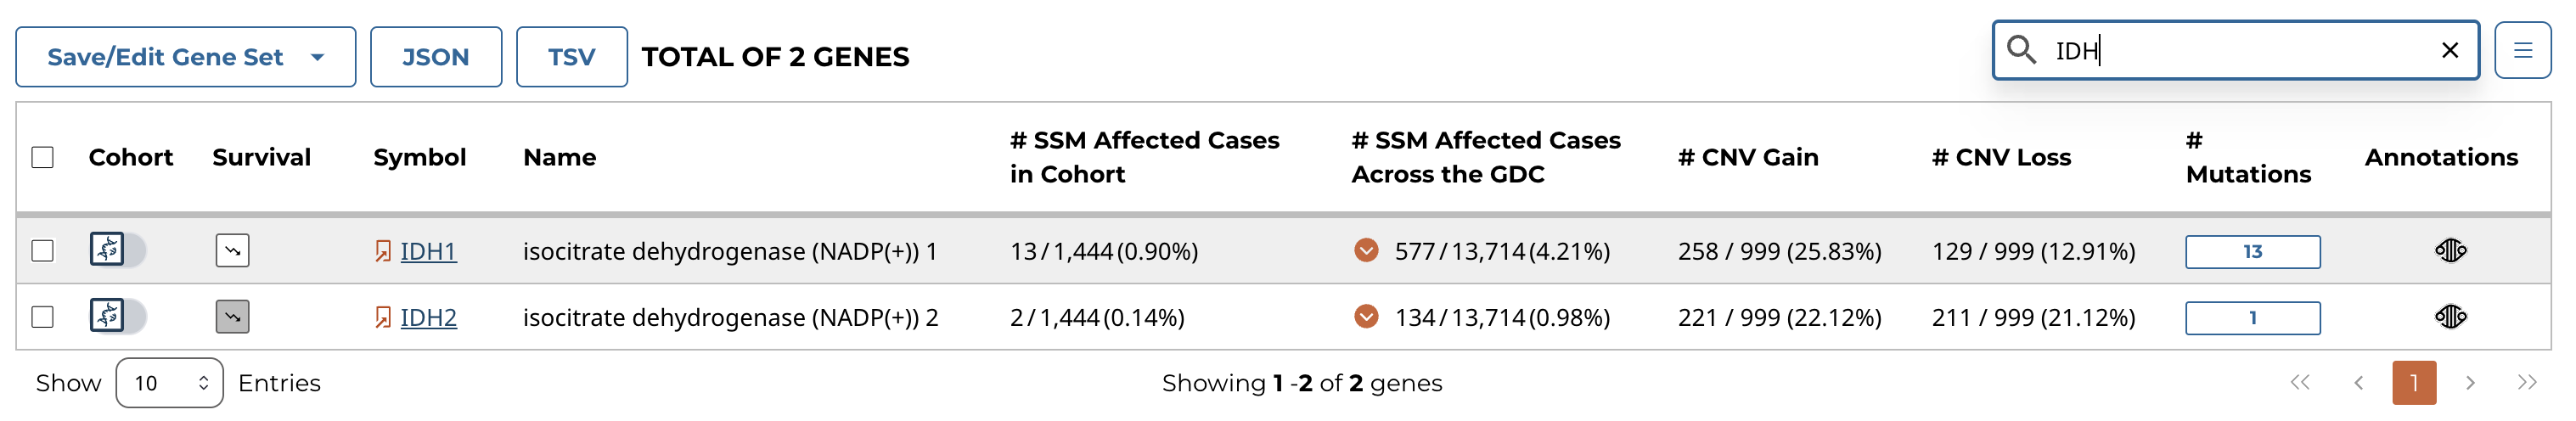 Save/Edit Gene Set JSON TSV TOTAL OF 2 GENES IDH
Cohort Survival Symbol Name # SSM Affected Cases in Cohort # SSM Affected Cases Across the GDC # CNV Gain # CNV Loss # Mutations Annotations
IDH1 isocitrate dehydrogenase (NADP(+)) 1 13 / 1,444 (0.90%) 577 / 13,714 (4.21%) 258 / 999 (25.83%) 129 / 999 (12.91%) 13
IDH2 isocitrate dehydrogenase (NADP(+)) 2 2 / 1,444 (0.14%) 134 / 13,714 (0.98%) 221 / 999 (22.12%) 211 / 999 (21.12%) 1
Show 10 Entries Showing 1 -2 of 2 genes 1